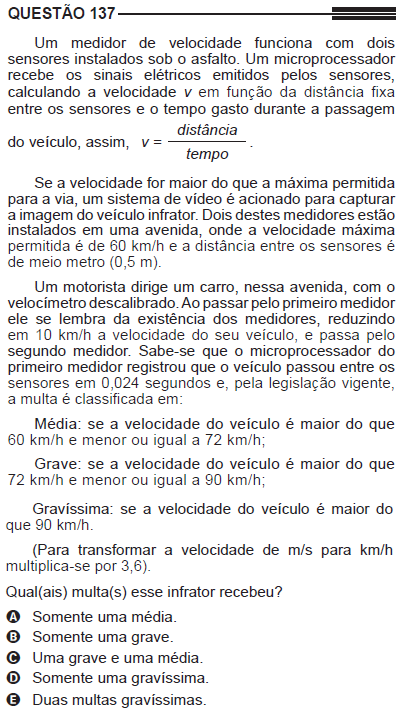 QUESTÃO 137
Um medidor de velocidade funciona com dois
sensores instalados sob o asfalto. Um microprocessador
recebe os sinais elétricos emitidos pelos sensores,
calculando a velocidade v em função da distância fixa
entre os sensores e o tempo gasto durante a passagem
do veículo, assim, v = distância / tempo .
Se a velocidade for maior do que a máxima permitida
para a via, um sistema de vídeo é acionado para capturar
a imagem do veículo infrator. Dois destes medidores estão
instalados em uma avenida, onde a velocidade máxima
permitida é de 60 km/h e a distância entre os sensores é
de meio metro (0,5 m).
Um motorista dirige um carro, nessa avenida, com o
velocímetro descalibrado. Ao passar pelo primeiro medidor
ele se lembra da existência dos medidores, reduzindo
em 10 km/h a velocidade do seu veículo, e passa pelo
segundo medidor. Sabe-se que o microprocessador do
primeiro medidor registrou que o veículo passou entre os
sensores em 0,024 segundos e, pela legislação vigente,
a multa é classificada em:
Média: se a velocidade do veículo é maior do que
60 km/h e menor ou igual a 72 km/h;
Grave: se a velocidade do veículo é maior do que
72 km/h e menor ou igual a 90 km/h;
Gravíssima: se a velocidade do veículo é maior do
que 90 km/h.
(Para transformar a velocidade de m/s para km/h
multiplica-se por 3,6).
Qual(ais) multa(s) esse infrator recebeu?
A Somente uma média.
B Somente uma grave.
C Uma grave e uma média.
D Somente uma gravíssima.
E Duas multas gravíssimas.